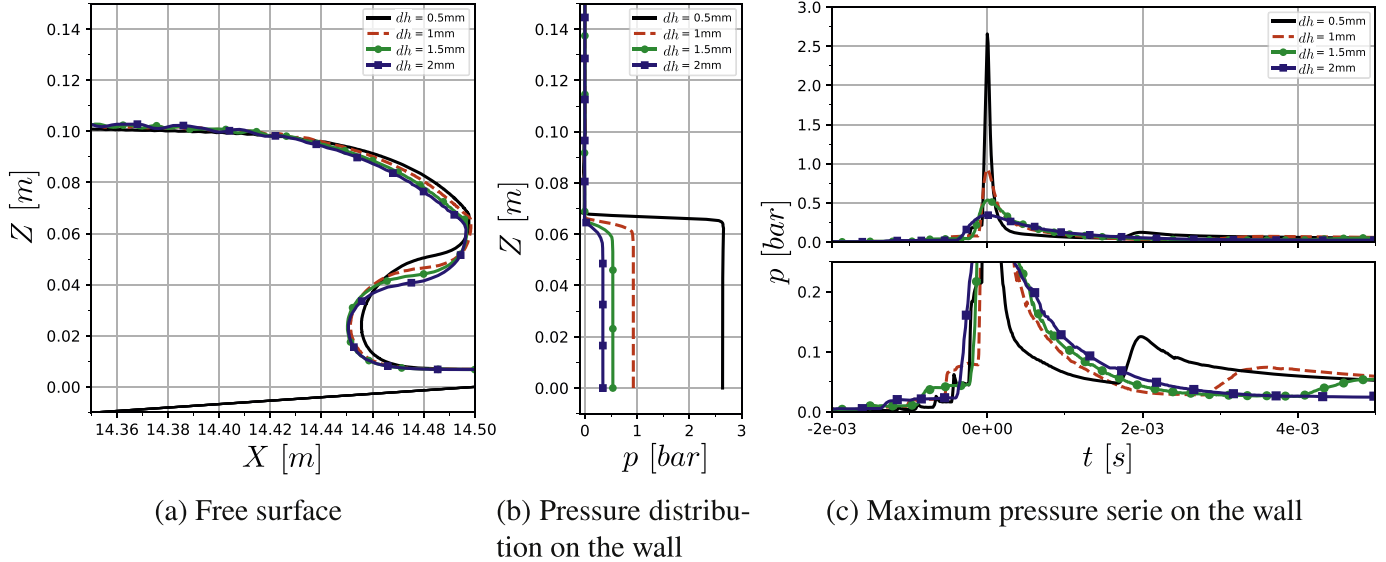 0.14
0.12
0.10
0.08
0.06
0.04
0.02
0.00
Z [m]
dh = 0.5mm
dh = 1mm
dh = 1.5mm
dh = 2mm
14.36 14.38 14.40 14.42 14.44 14.46 14.48 14.50
X [m]
(a) Free surface
0.14
0.12
0.10
0.08
0.06
0.04
0.02
0.00
Z [m]
dh = 0.5mm
dh = 1mm
dh = 1.5mm
dh = 2mm
0 1 2 3
p [bar]
(b) Pressure distribu-
tion on the wall
3.0
2.5
2.0
1.5
1.0
0.5
0.0
dh = 0.5mm
dh = 1mm
dh = 1.5mm
dh = 2mm
p [bar]
0.2
0.1
0.0
-2e-03 0e+00 2e-03 4e-03
t [s]
(c) Maximum pressure serie on the wall